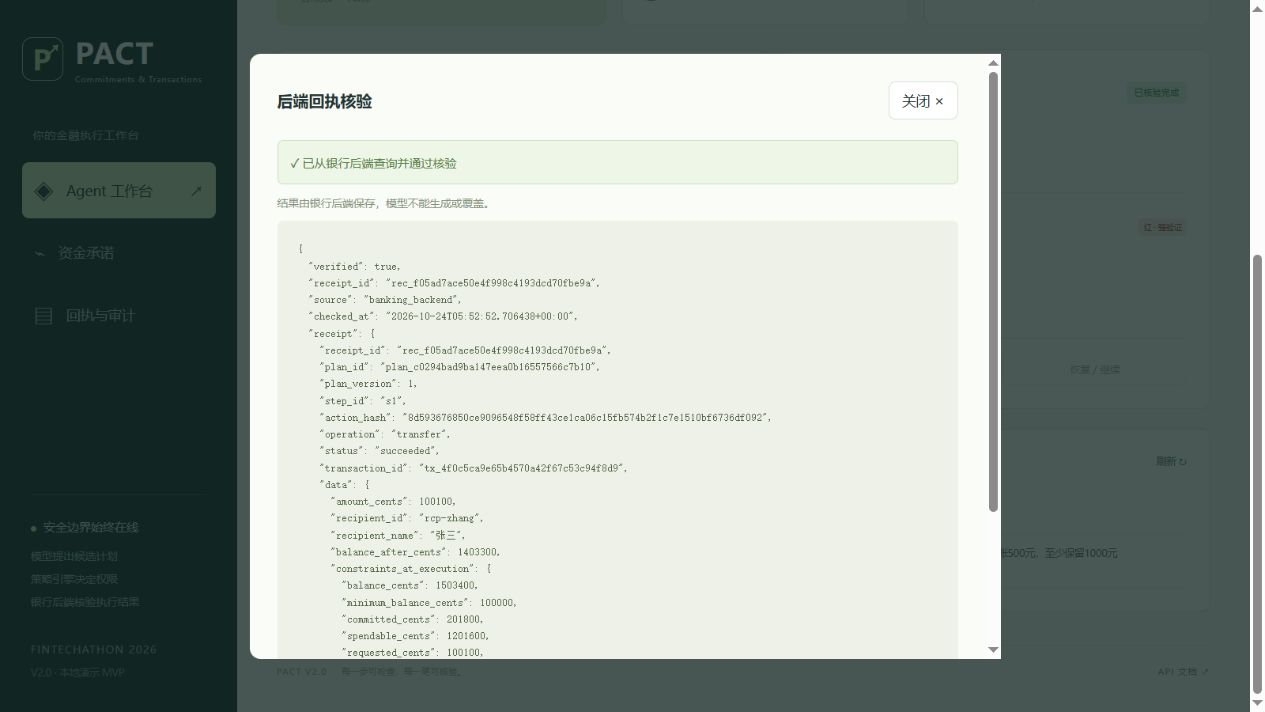 PACT
Commitments & Transactions
你的金融执行工作台
Agent 工作台
资金承诺
回执与审计
安全边界始终在线
模型提出候选计划
策略引擎决定权限
银行后端核验执行结果
FINTECHATHON 2026
V2.0 · 本地演示 MVP
后端回执核验
关闭 ×
✓ 已从银行后端查询并通过核验
结果由银行后端保存，模型不能生成或覆盖。
{
"verified": true,
"receipt_id": "rec_f05ad7ace50e4f998c4193dcd70fbe9a",
"source": "banking_backend",
"checked_at": "2026-10-24T05:52:52.706438+00:00",
"receipt": {
"receipt_id": "rec_f05ad7ace50e4f998c4193dcd70fbe9a",
"plan_id": "plan_c0294bad9ba147eea0b16557566c7b10",
"plan_version": 1,
"step_id": "s1",
"action_hash": "8d593676850ce9096548f58ff43ce1ca06c15fb574b2f1c7e1510bf6736df092",
"operation": "transfer",
"status": "succeeded",
"transaction_id": "tx_4f0c5ca9e65b4570a42f67c53c94f8d9",
"data": {
"amount_cents": 100100,
"recipient_id": "rcp-zhang",
"recipient_name": "张三",
"balance_after_cents": 1403300,
"constraints_at_execution": {
"balance_cents": 1503400,
"minimum_balance_cents": 100000,
"committed_cents": 201800,
"spendable_cents": 1201600,
"requested_cents": 100100,
已核验完成
红 · 强验证
恢复 / 继续
刷新 ↻
账500元，至少保留1000元
PACT V2.0 每一步可检查，每一笔可核验。
API 文档 ↗